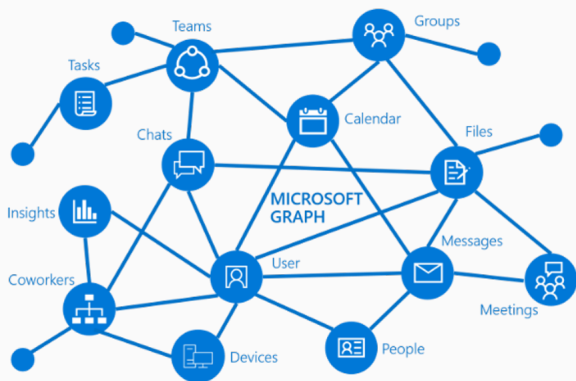 Teams
Groups
Tasks
Calendar
Chats
Files
MICROSOFT
GRAPH
Insights
Messages
User
Coworkers
Meetings
Devices
People